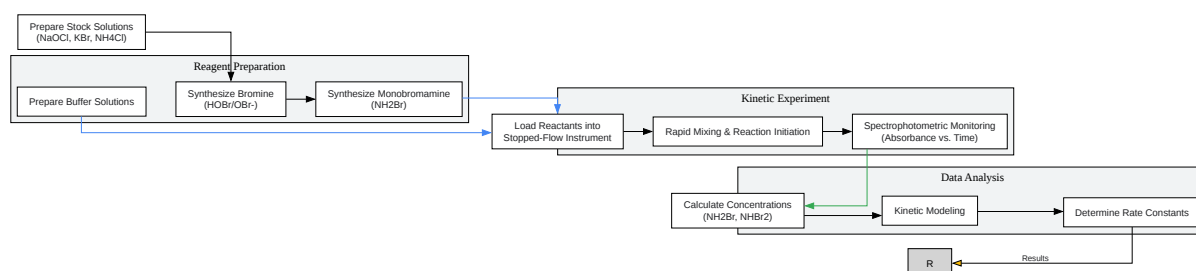 Prepare Stock Solutions
(NaOCl, KBr, NH4Cl)
Reagent Preparation
Prepare Buffer Solutions
Synthesize Bromine
(HOBr/OBr-)
Synthesize Monobromamine
(NH2Br)
Kinetic Experiment
Load Reactants into
Stopped-Flow Instrument
Rapid Mixing & Reaction Initiation
Spectrophotometric Monitoring
(Absorbance vs. Time)
Data Analysis
Calculate Concentrations
(NH2Br, NHBr2)
Kinetic Modeling
Determine Rate Constants
Results
R